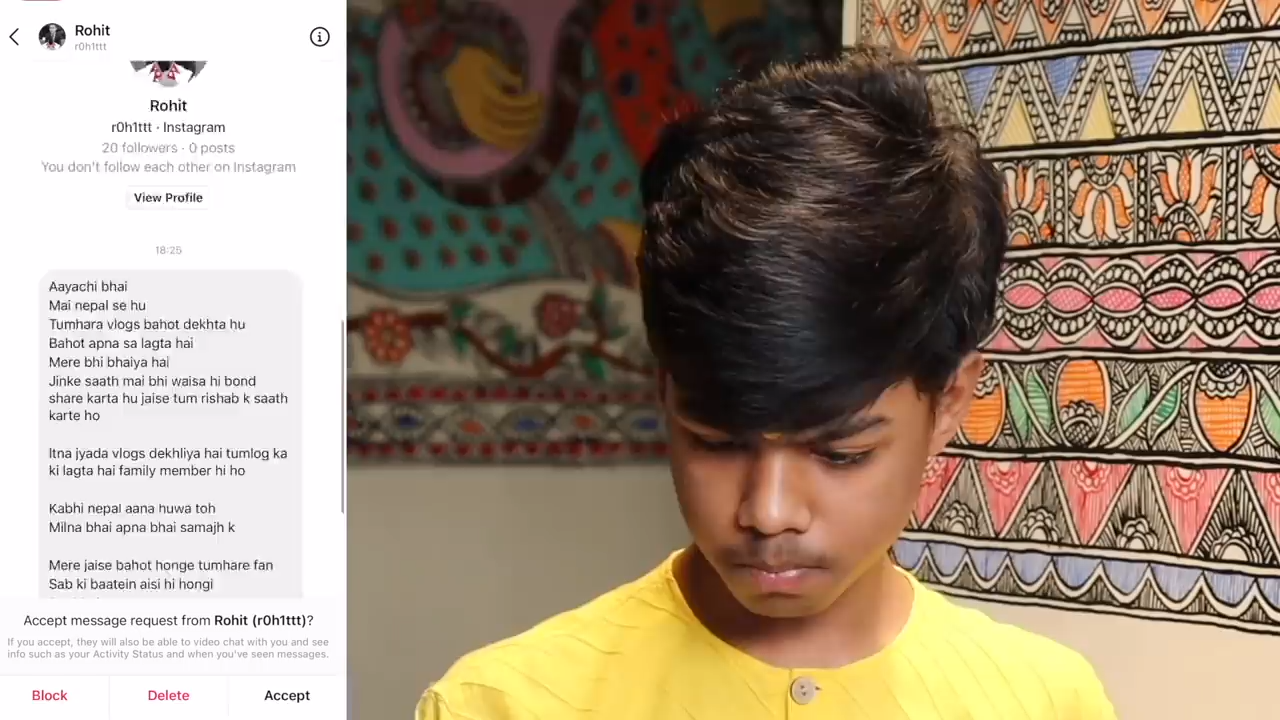 Rohit
r0h1ttt
Rohit
r0h1ttt · Instagram
20 followers · 0 posts
You don't follow each other on Instagram
View Profile
18:25
Aayachi bhai
Mai nepal se hu
Tumhara vlogs bahot dekhta hu
Bahot apna sa lagta hai
Mere bhi bhaiya hai
Jinke saath mai bhi waisa hi bond
share karta hu jaise tum rishab k saath
karte ho
Itna jyada vlogs dekhliya hai tumlog ka
ki lagta hai family member hi ho
Kabhi nepal aana huwa toh
Milna bhai apna bhai samajh k
Mere jaise bahot honge tumhare fan
Sab ki baatein aisi hi hongi
Accept message request from Rohit (r0h1ttt)?
If you accept, they will also be able to video chat with you and see
info such as your Activity Status and when you've seen messages.
Block
Delete
Accept